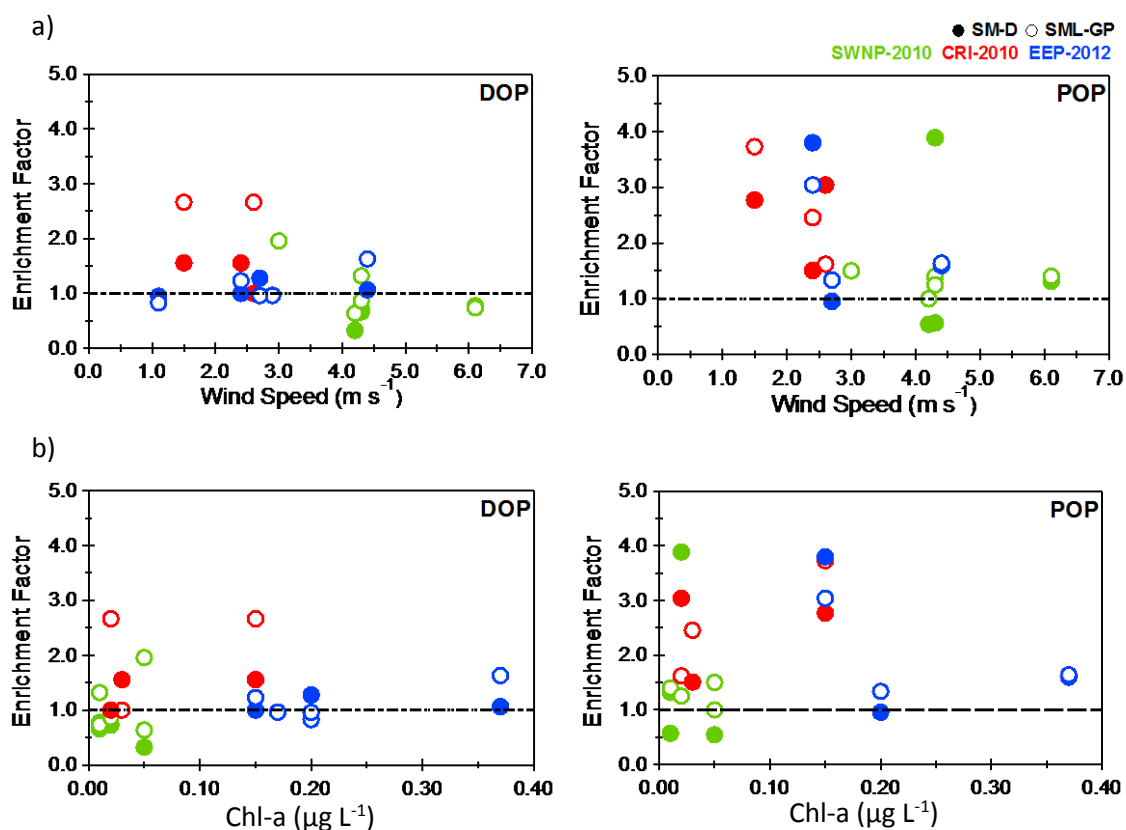 a)
SM-D SML-GP
SWNP-2010 CRI-2010 EEP-2012
5.0 DOP
4.0
3.0
2.0
1.0
0.0
Enrichment Factor
0.0 1.0 2.0 3.0 4.0 5.0 6.0 7.0
Wind Speed (m s⁻¹)
5.0 POP
4.0
3.0
2.0
1.0
0.0
Enrichment Factor
0.0 1.0 2.0 3.0 4.0 5.0 6.0 7.0
Wind Speed (m s⁻¹)
b)
5.0 DOP
4.0
3.0
2.0
1.0
0.0
Enrichment Factor
0.00 0.10 0.20 0.30 0.40
Chl-a (µg L⁻¹)
5.0 POP
4.0
3.0
2.0
1.0
0.0
Enrichment Factor
0.00 0.10 0.20 0.30 0.40
Chl-a (µg L⁻¹)